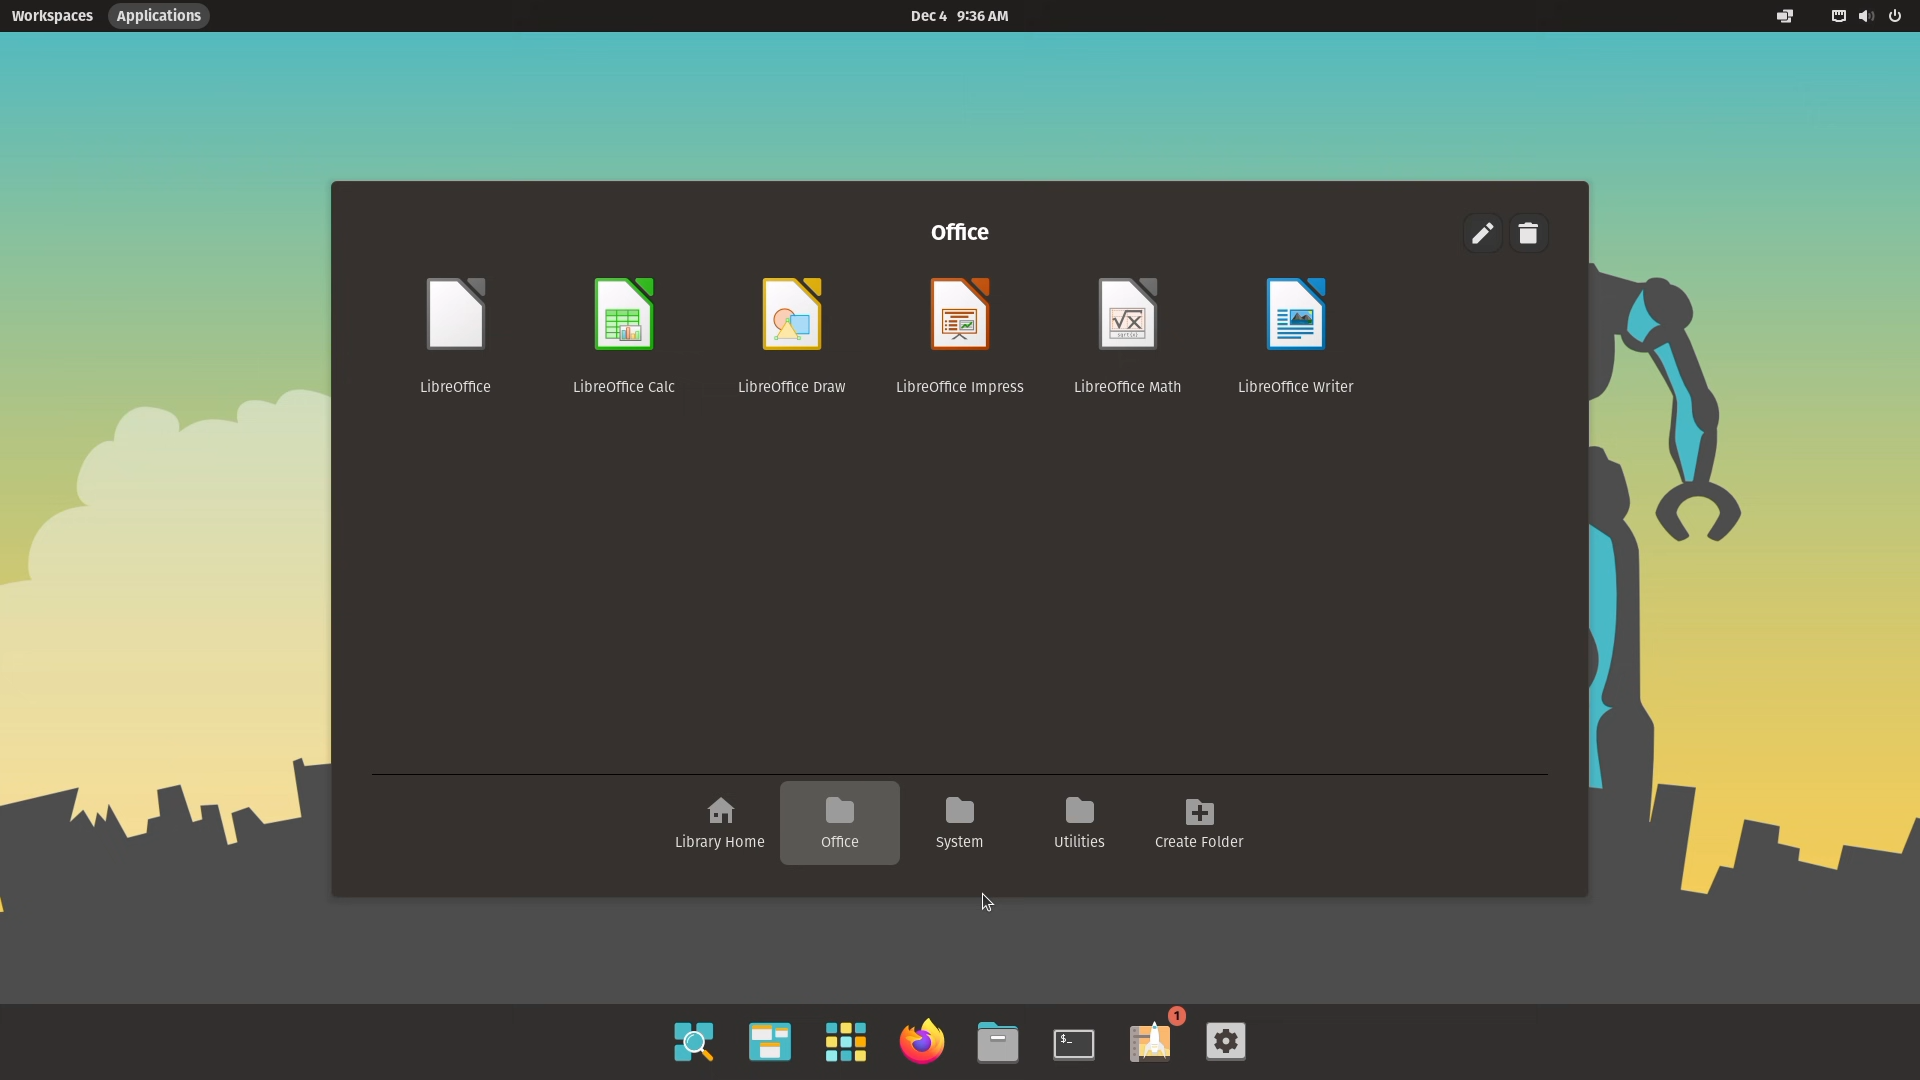 Workspaces Applications Dec 4 9:36 AM
Office
LibreOffice LibreOffice Calc LibreOffice Draw LibreOffice Impress LibreOffice Math LibreOffice Writer
Library Home Office System Utilities Create Folder
1
$_